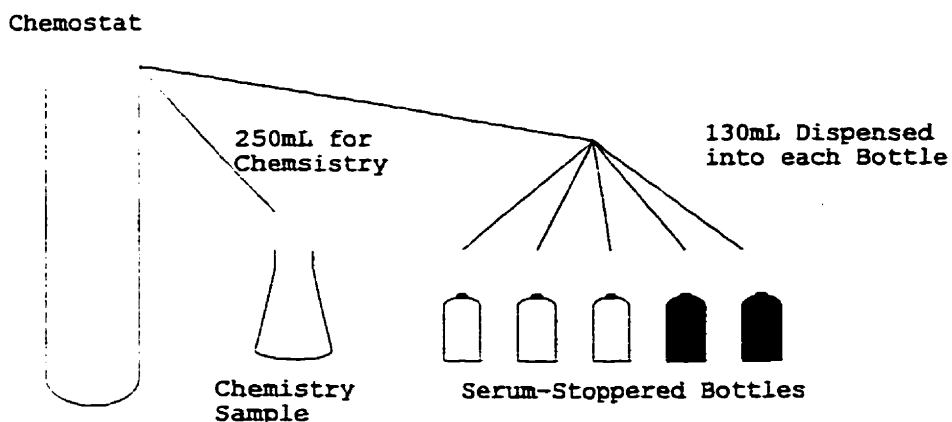 Chemostat
250mL for
Chemsistry
130mL Dispensed
into each Bottle
Chemistry
Sample
Serum-Stoppered Bottles